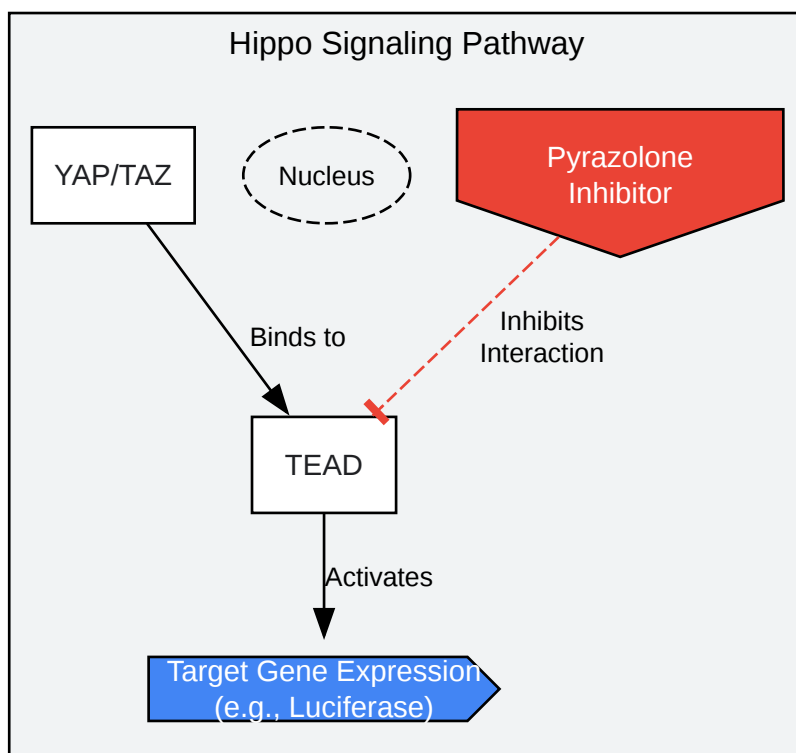 Hippo Signaling Pathway
YAP/TAZ
Nucleus
Pyrazolone
Inhibitor
Binds to
Inhibits
Interaction
TEAD
Activates
Target Gene Expression
(e.g., Luciferase)